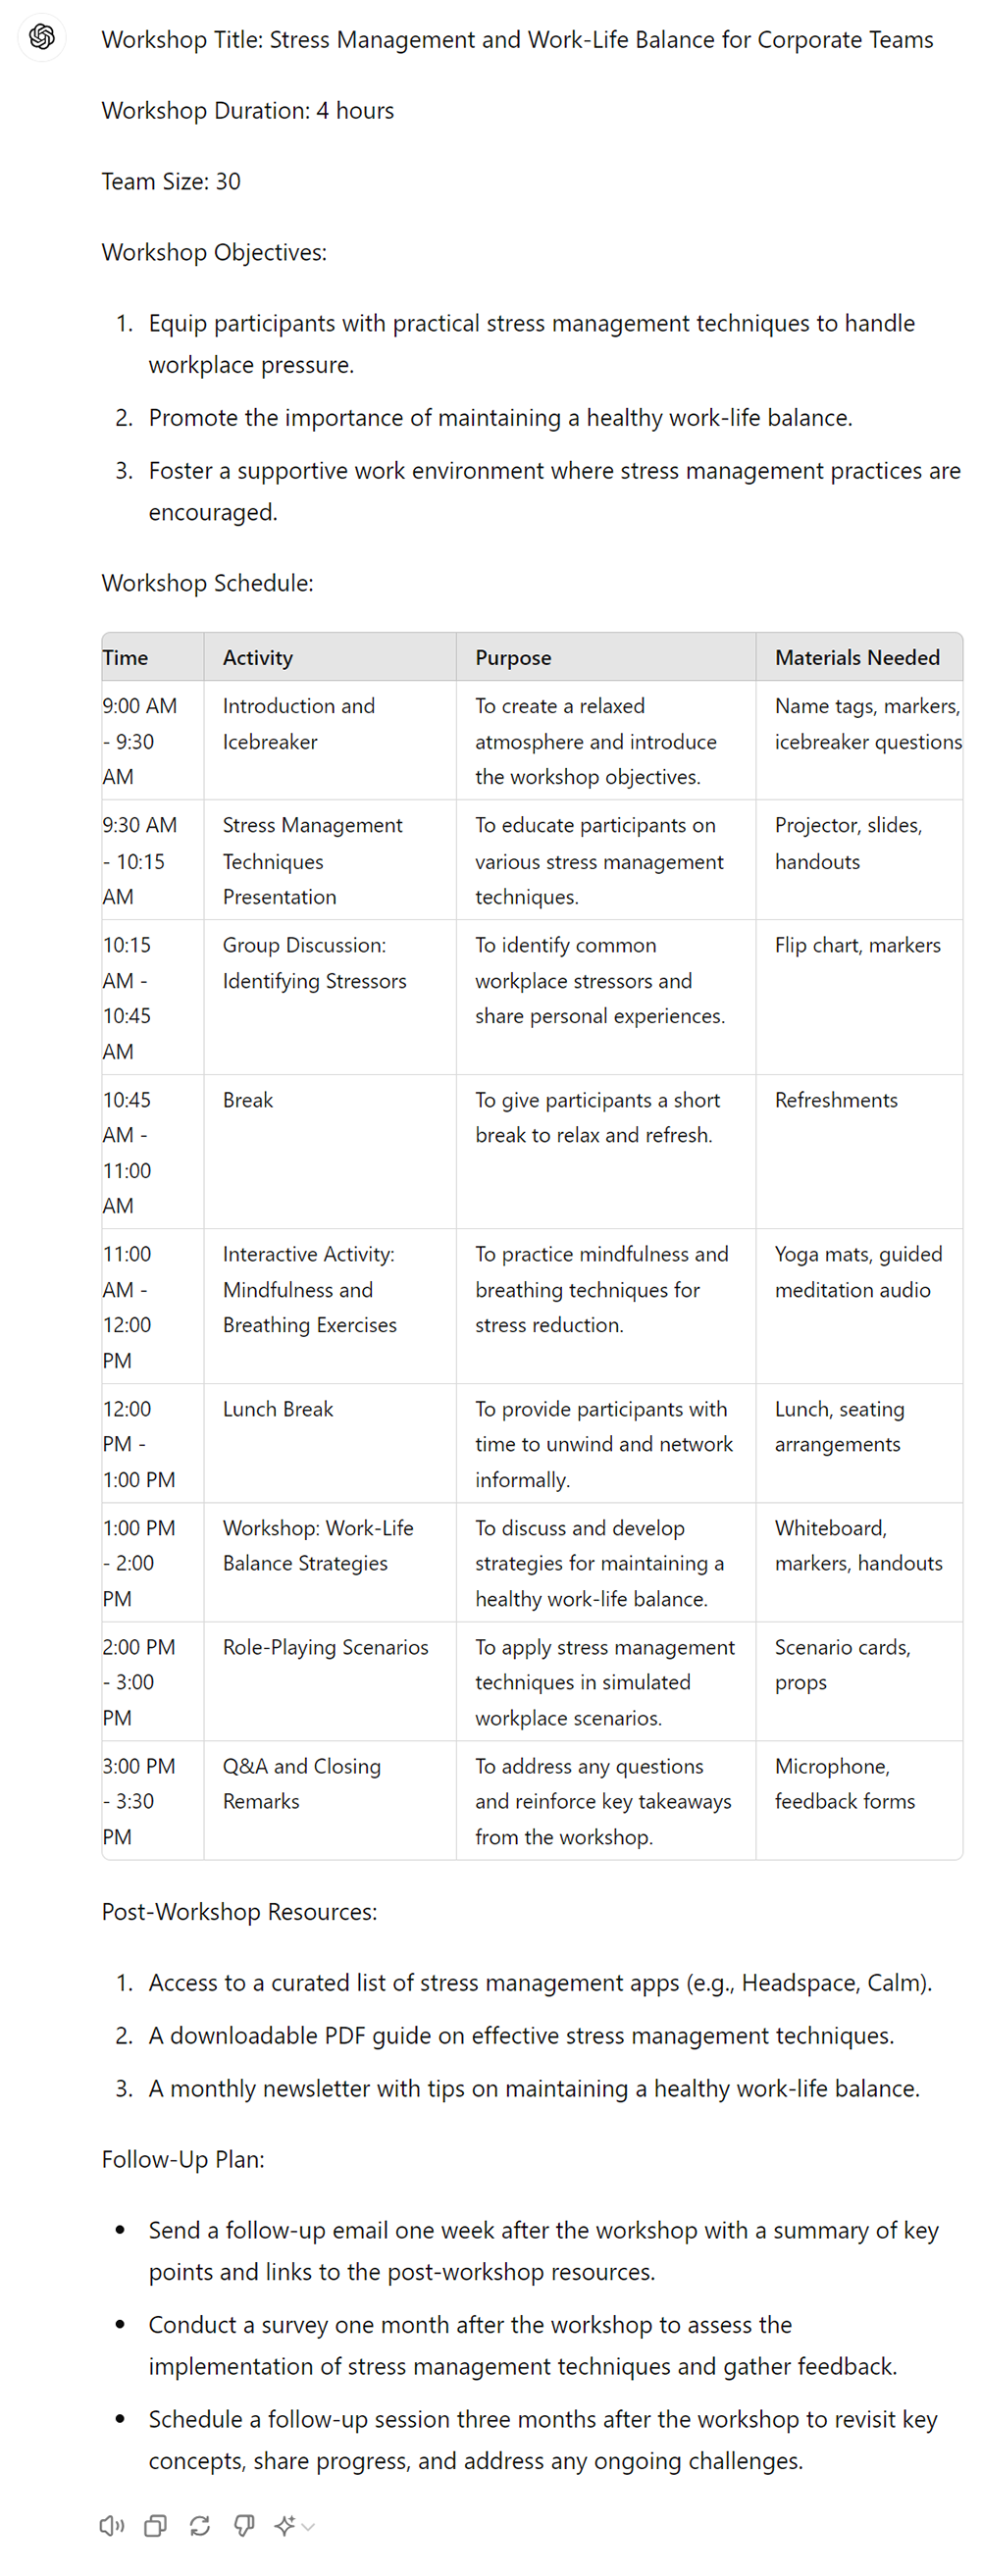 Workshop Title: Stress Management and Work-Life Balance for Corporate Teams
Workshop Duration: 4 hours
Team Size: 30
Workshop Objectives:
1. Equip participants with practical stress management techniques to handle
workplace pressure.
2. Promote the importance of maintaining a healthy work-life balance.
3. Foster a supportive work environment where stress management practices are
encouraged.
Workshop Schedule:
Time Activity Purpose Materials Needed
9:00 AM Introduction and To create a relaxed Name tags, markers,
- 9:30 Icebreaker atmosphere and introduce icebreaker questions
AM the workshop objectives.
9:30 AM Stress Management To educate participants on Projector, slides,
- 10:15 Techniques various stress management handouts
AM Presentation techniques.
10:15 Group Discussion: To identify common Flip chart, markers
AM - Identifying Stressors workplace stressors and
10:45 share personal experiences.
AM
10:45 Break To give participants a short Refreshments
AM - break to relax and refresh.
11:00
AM
11:00 Interactive Activity: To practice mindfulness and Yoga mats, guided
AM - Mindfulness and breathing techniques for meditation audio
12:00 Breathing Exercises stress reduction.
PM
12:00 Lunch Break To provide participants with Lunch, seating
PM - time to unwind and network arrangements
1:00 PM informally.
1:00 PM Workshop: Work-Life To discuss and develop Whiteboard,
- 2:00 Balance Strategies strategies for maintaining a markers, handouts
PM healthy work-life balance.
2:00 PM Role-Playing Scenarios To apply stress management Scenario cards,
- 3:00 techniques in simulated props
PM workplace scenarios.
3:00 PM Q&A and Closing To address any questions Microphone,
- 3:30 Remarks and reinforce key takeaways feedback forms
PM from the workshop.
Post-Workshop Resources:
1. Access to a curated list of stress management apps (e.g., Headspace, Calm).
2. A downloadable PDF guide on effective stress management techniques.
3. A monthly newsletter with tips on maintaining a healthy work-life balance.
Follow-Up Plan:
• Send a follow-up email one week after the workshop with a summary of key
points and links to the post-workshop resources.
• Conduct a survey one month after the workshop to assess the
implementation of stress management techniques and gather feedback.
• Schedule a follow-up session three months after the workshop to revisit key
concepts, share progress, and address any ongoing challenges.